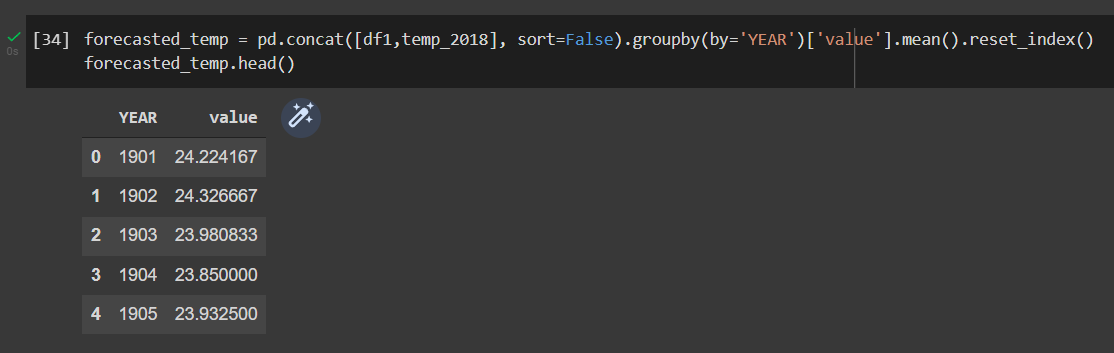 [34] forecasted_temp = pd.concat([df1,temp_2018], sort=False).groupby(by='YEAR')['value'].mean().reset_index()
forecasted_temp.head()
0s
YEAR value
0 1901 24.224167
1 1902 24.326667
2 1903 23.980833
3 1904 23.850000
4 1905 23.932500